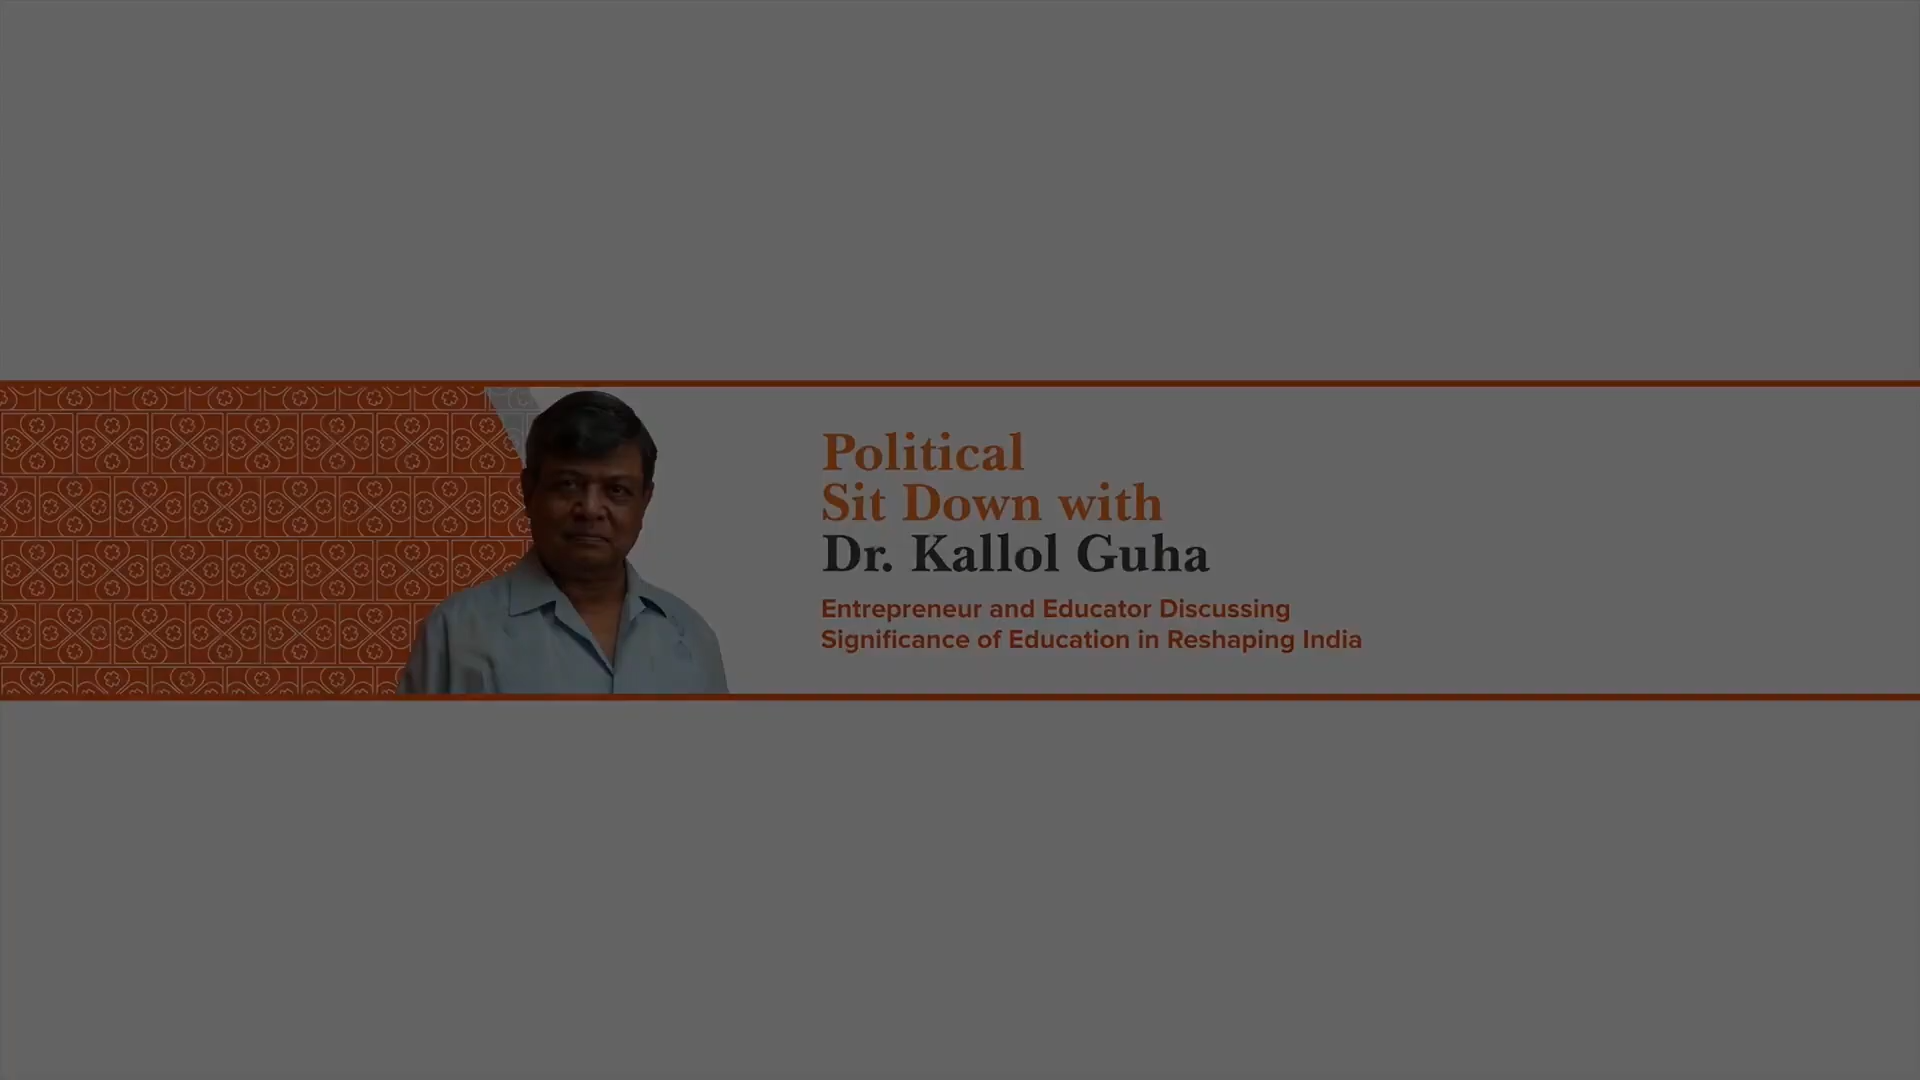 Political
Sit Down with
Dr. Kallol Guha
Entrepreneur and Educator Discussing
Significance of Education in Reshaping India